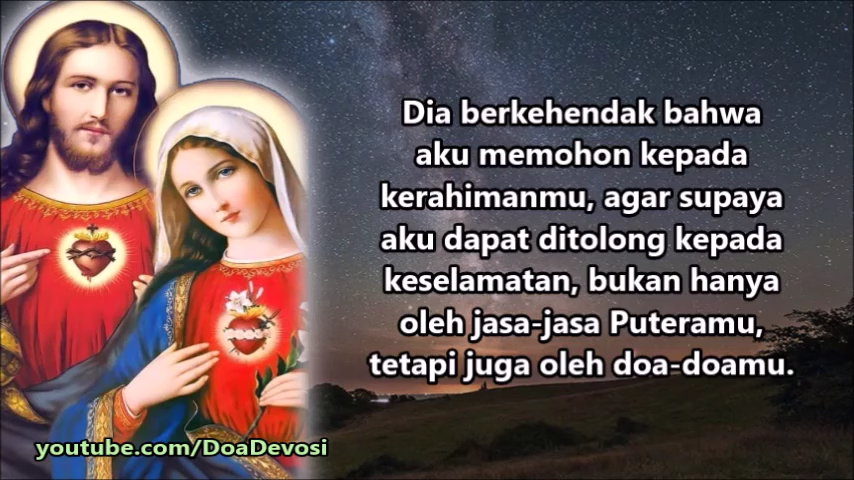 Dia berkehendak bahwa
aku memohon kepada
kerahimanmu, agar supaya
aku dapat ditolong kepada
keselamatan, bukan hanya
oleh jasa-jasa Puteramu,
tetapi juga oleh doa-doamu.
youtube.com/DoaDevosi